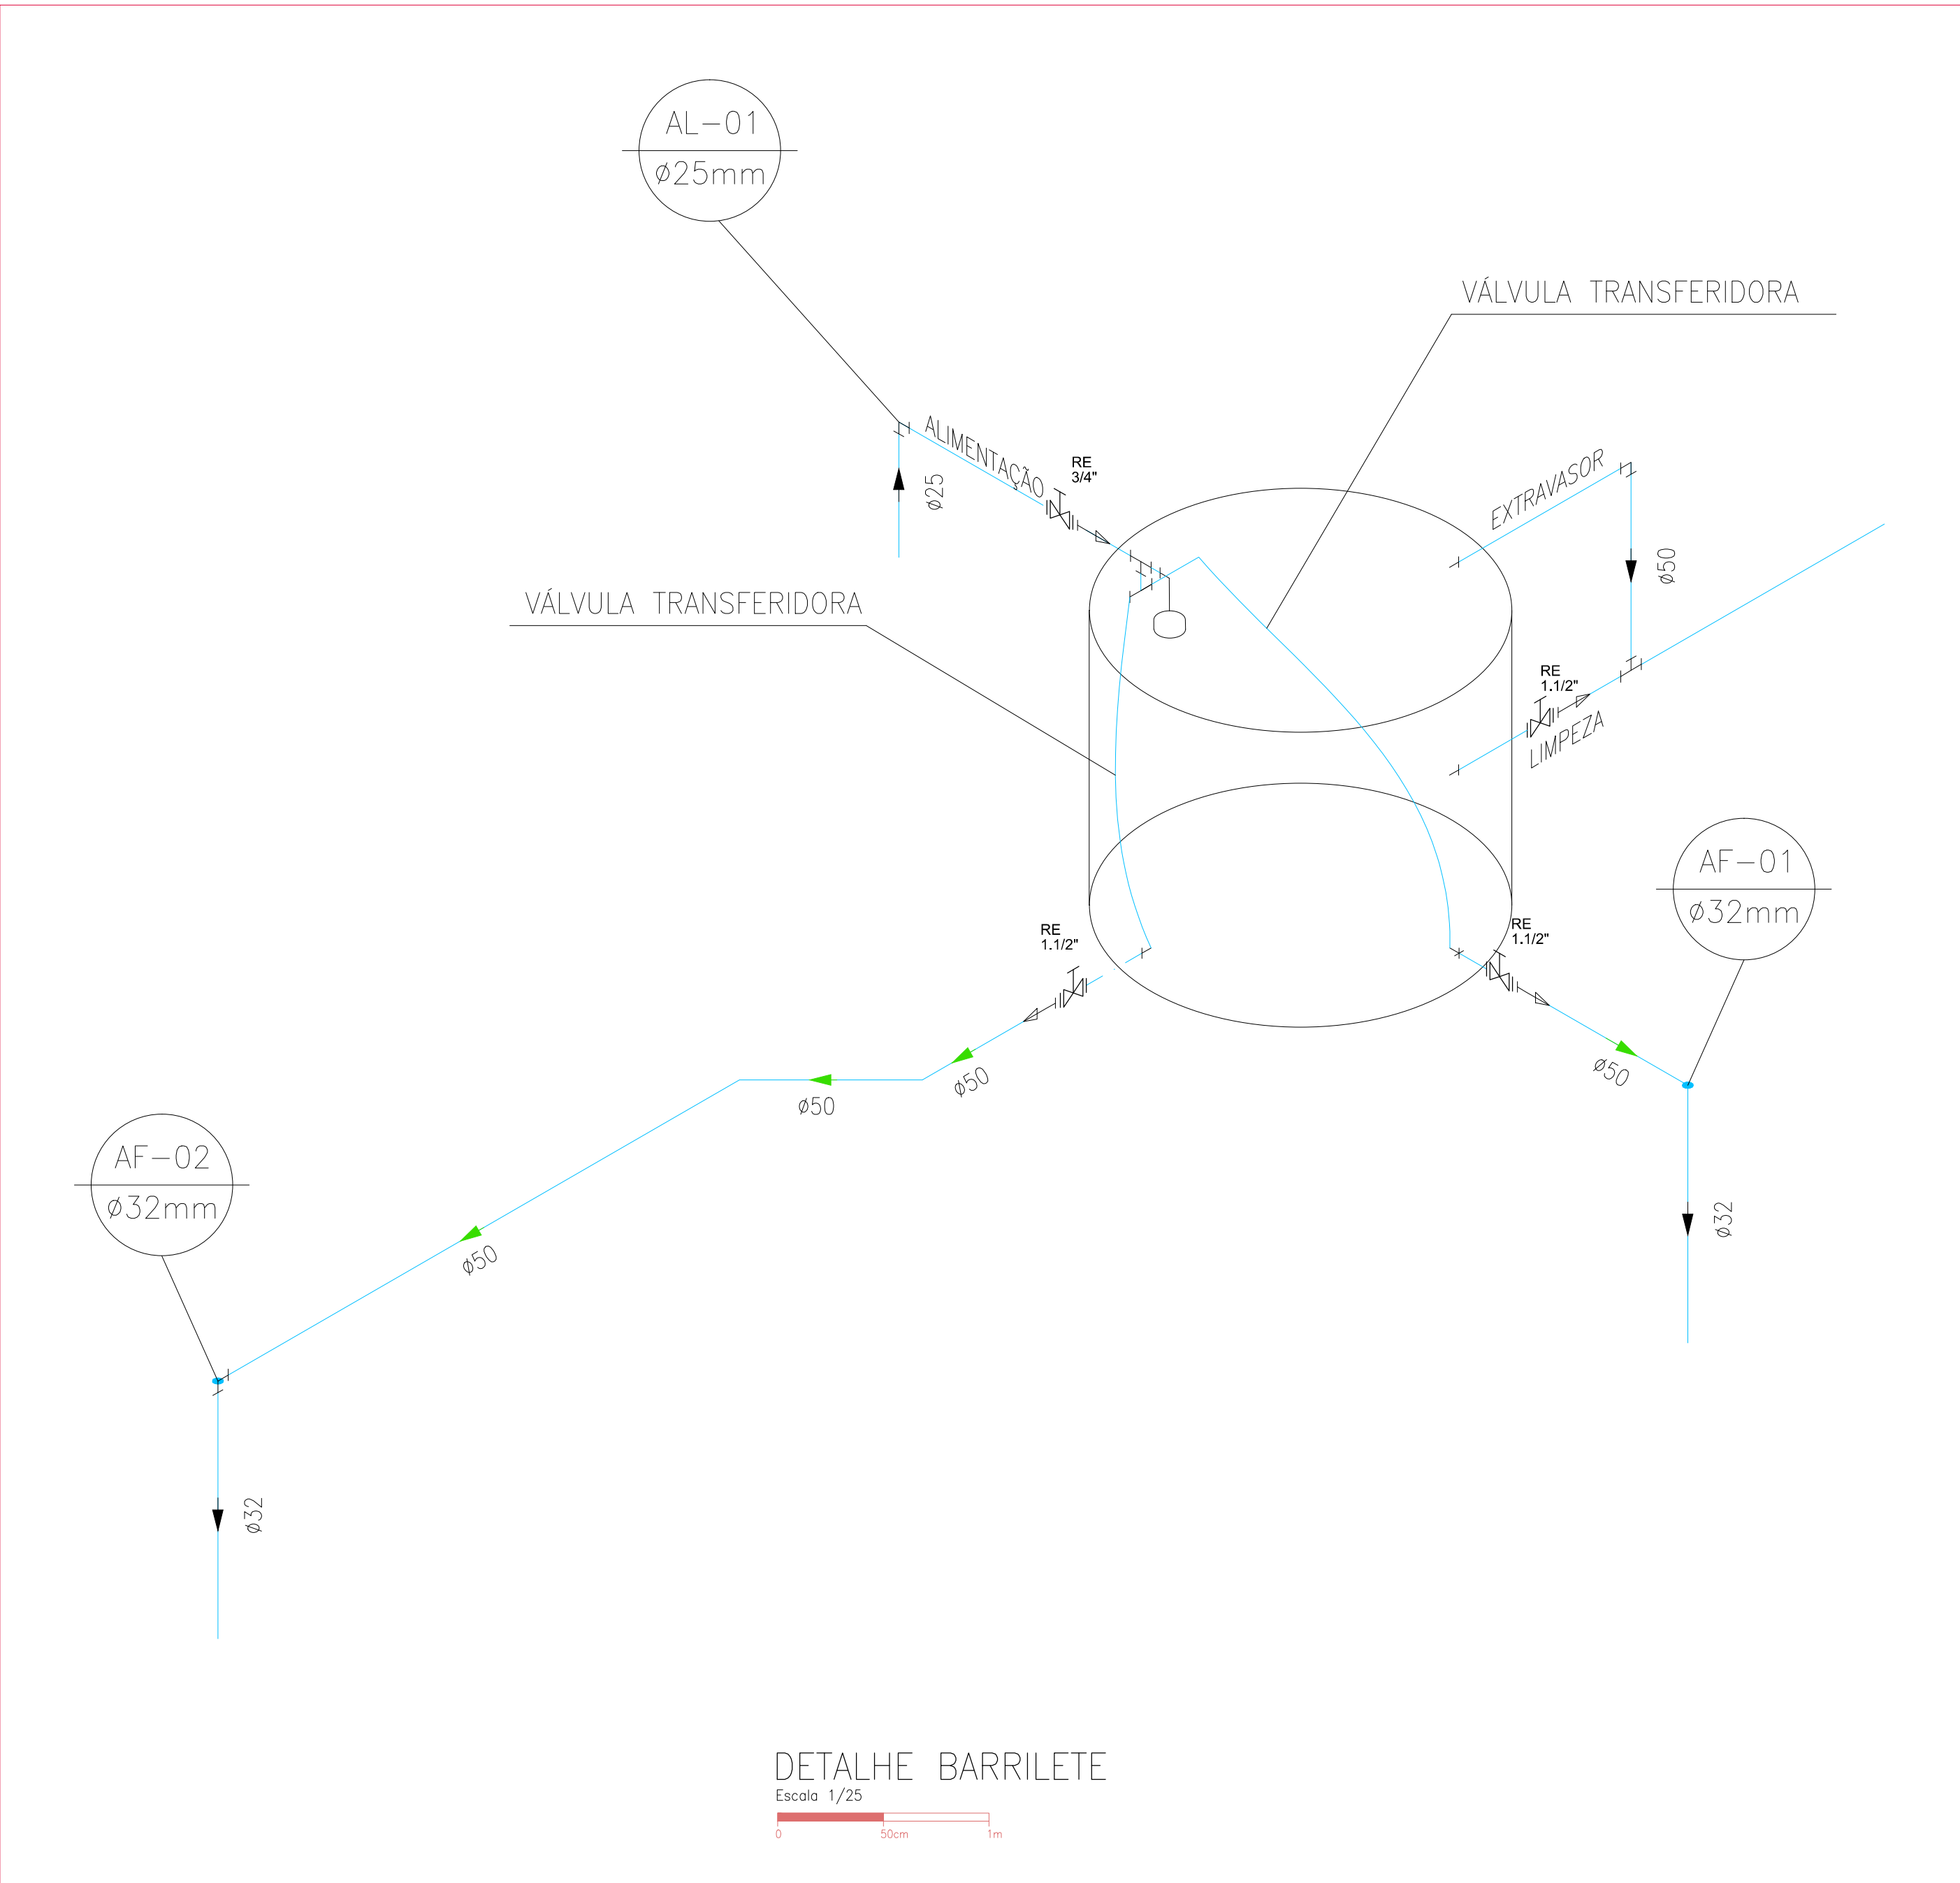 AL-01
ø25mm
VÁLVULA TRANSFERIDORA
ALIMENTAÇÃO
RE
3/4"
ø25
EXTRAVASOR
ø50
VÁLVULA TRANSFERIDORA
RE
1.1/2"
LIMPEZA
AF-01
ø32mm
RE
1.1/2"
RE
1.1/2"
ø50
ø50
ø50
AF-02
ø32mm
ø50
ø32
ø32
DETALHE BARRILETE
Escala 1/25
0 50cm 1m